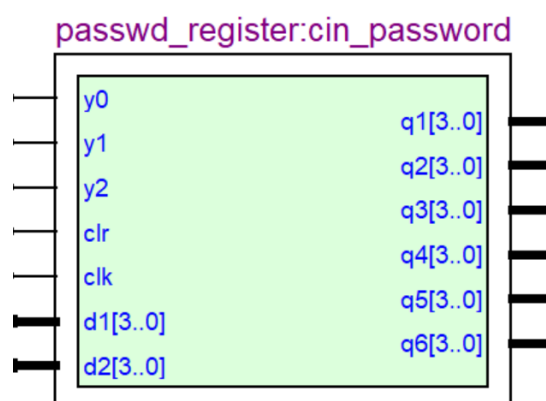 passwd_register:cin_password
y0
y1
y2
clr
clk
d1[3..0]
d2[3..0]
q1[3..0]
q2[3..0]
q3[3..0]
q4[3..0]
q5[3..0]
q6[3..0]